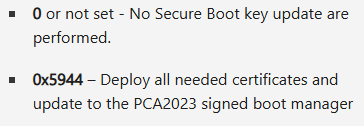 ▪ 0 or not set - No Secure Boot key update are
performed.
▪ 0x5944 – Deploy all needed certificates and
update to the PCA2023 signed boot manager